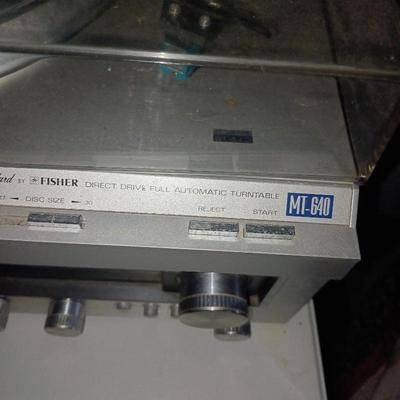 BY FISHER DIRECT DRIVE FULL AUTOMATIC TURNTABLE MT-640
DISC SIZE 30 REJECT START